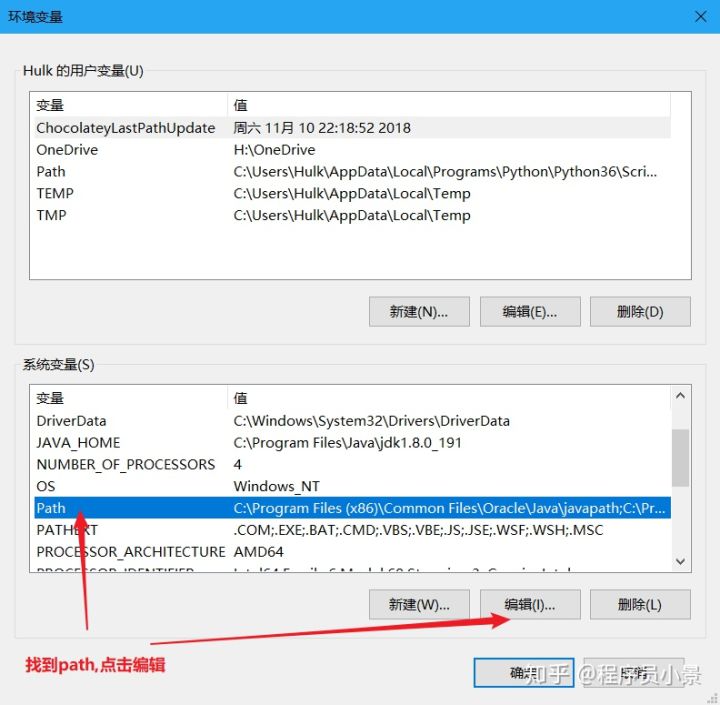 环境变量
Hulk 的用户变量(U)
变量 值
ChocolateyLastPathUpdate 周六 11月 10 22:18:52 2018
OneDrive H:\OneDrive
Path C:\Users\Hulk\AppData\Local\Programs\Python\Python36\Scri...
TEMP C:\Users\Hulk\AppData\Local\Temp
TMP C:\Users\Hulk\AppData\Local\Temp
新建(N)... 编辑(E)... 删除(D)
系统变量(S)
变量 值
DriverData C:\Windows\System32\Drivers\DriverData
JAVA_HOME C:\Program Files\Java\jdk1.8.0_191
NUMBER_OF_PROCESSORS 4
OS Windows_NT
Path C:\Program Files (x86)\Common Files\Oracle\Java\javapath;C:\Pr...
PATHEXT .COM;.EXE;.BAT;.CMD;.VBS;.VBE;.JS;.JSE;.WSF;.WSH;.MSC
PROCESSOR_ARCHITECTURE AMD64
PROCESSOR_IDENTIFIER
新建(W)... 编辑(I)... 删除(L)
找到path,点击编辑
确定 取消
知乎 @程序员小景